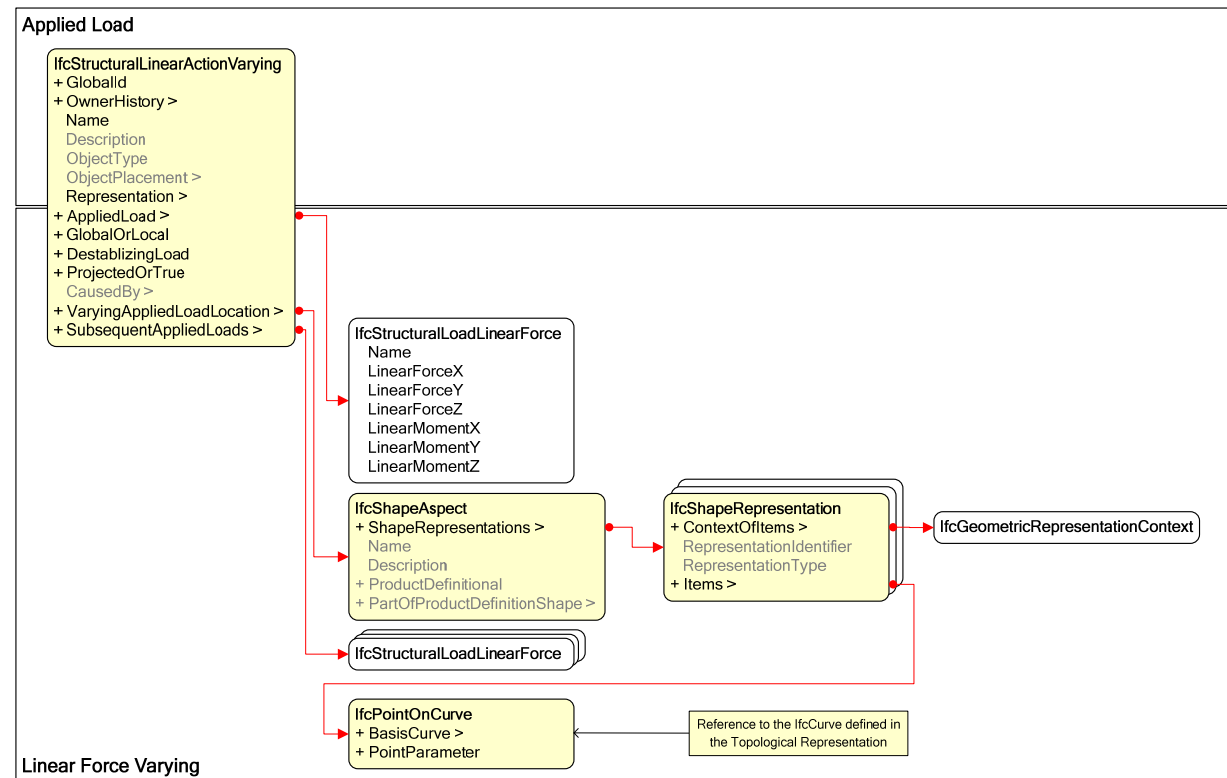 Applied Load
IfcStructuralLinearActionVarying
+ GlobalId
+ OwnerHistory >
Name
Description
ObjectType
ObjectPlacement >
Representation >
+ AppliedLoad >
+ GlobalOrLocal
+ DestablizingLoad
+ ProjectedOrTrue
CausedBy >
+ VaryingAppliedLoadLocation >
+ SubsequentAppliedLoads >
IfcStructuralLoadLinearForce
Name
LinearForceX
LinearForceY
LinearForceZ
LinearMomentX
LinearMomentY
LinearMomentZ
IfcShapeAspect
+ ShapeRepresentations >
Name
Description
+ ProductDefinitional
+ PartOfProductDefinitionShape >
IfcShapeRepresentation
+ ContextOfItems >
RepresentationIdentifier
RepresentationType
+ Items >
IfcGeometricRepresentationContext
IfcStructuralLoadLinearForce
IfcPointOnCurve
+ BasisCurve >
+ PointParameter
Reference to the IfcCurve defined in
the Topological Representation
Linear Force Varying